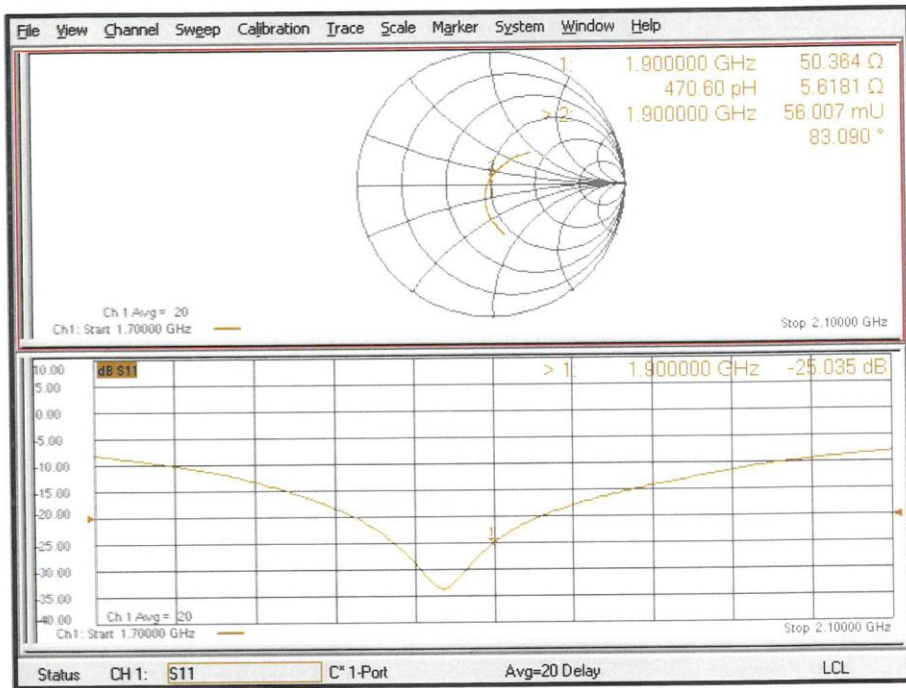 File View Channel Sweep Calibration Trace Scale Marker System Window Help
1: 1.900000 GHz 50.364 Ω
470.60 pH 5.6181 Ω
> 2: 1.900000 GHz 56.007 mU
83.090 °
1
Ch 1 Avg = 20
Ch1: Start 1.70000 GHz
Stop 2.10000 GHz
10.00
dB S11
> 1: 1.900000 GHz -25.035 dB
5.00
0.00
-5.00
-10.00
-15.00
-20.00
-25.00
1
-30.00
-35.00
-40.00
Ch 1 Avg = 20
Ch1: Start 1.70000 GHz
Stop 2.10000 GHz
Status CH 1: S11 C* 1-Port Avg=20 Delay LCL